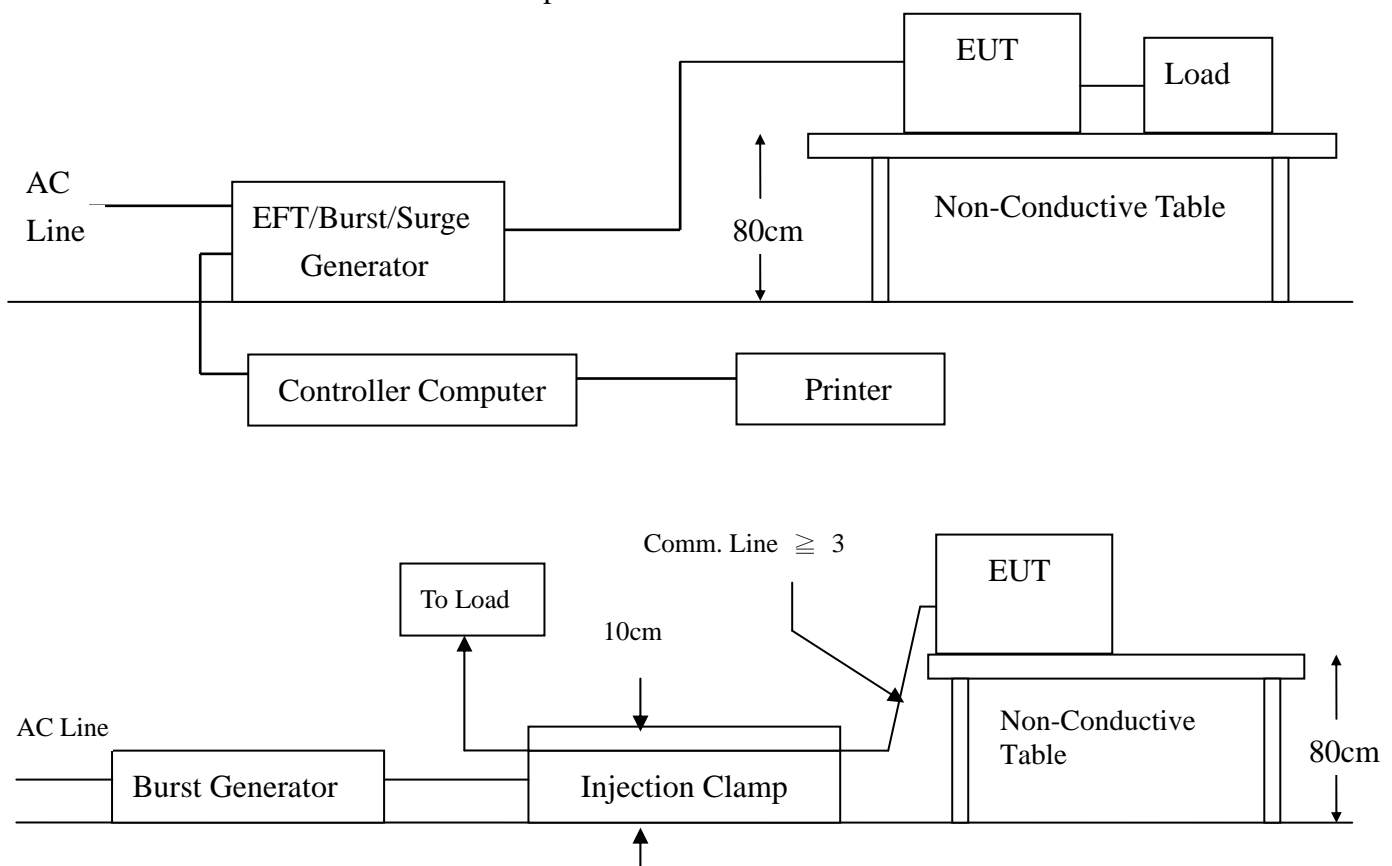 EUT
Load
AC
Line
EFT/Burst/Surge
Generator
80cm
Non-Conductive Table
Controller Computer
Printer
Comm. Line ≧ 3
EUT
To Load
10cm
AC Line
Burst Generator
Injection Clamp
Non-Conductive
Table
80cm